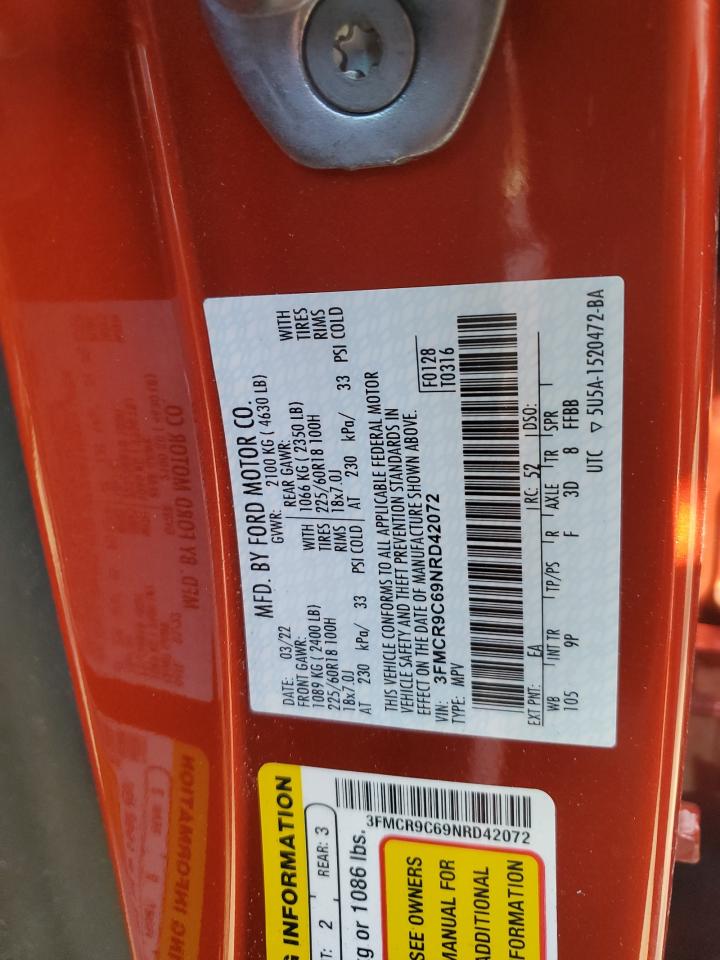 MFD. BY FORD MOTOR CO.
DATE: 03/22 GVWR: 2100 KG ( 4630 LB)
FRONT GAWR: REAR GAWR:
1089 KG ( 2400 LB) WITH 1066 KG ( 2350 LB) WITH
225/60R18 100H TIRES 225/60R18 100H TIRES
18x7.0J RIMS 18x7.0J RIMS
AT 230 kPa/ 33 PSI COLD AT 230 kPa/ 33 PSI COLD
THIS VEHICLE CONFORMS TO ALL APPLICABLE FEDERAL MOTOR
VEHICLE SAFETY AND THEFT PREVENTION STANDARDS IN
EFFECT ON THE DATE OF MANUFACTURE SHOWN ABOVE.
VIN: 3FMCR9C69NRD42072 F0128
TYPE: MPV T0316
EXT PNT: EA RC: 52 DSO:
WB INT TR TP/PS R AXLE TR SPR
105 9P F 3D 8 FFBB
UTC ▽ 5U5A-1520472-BA
G INFORMATION
T: 2 REAR: 3
kg or 1086 lbs.
3FMCR9C69NRD42072
SEE OWNERS
MANUAL FOR
ADDITIONAL
INFORMATION